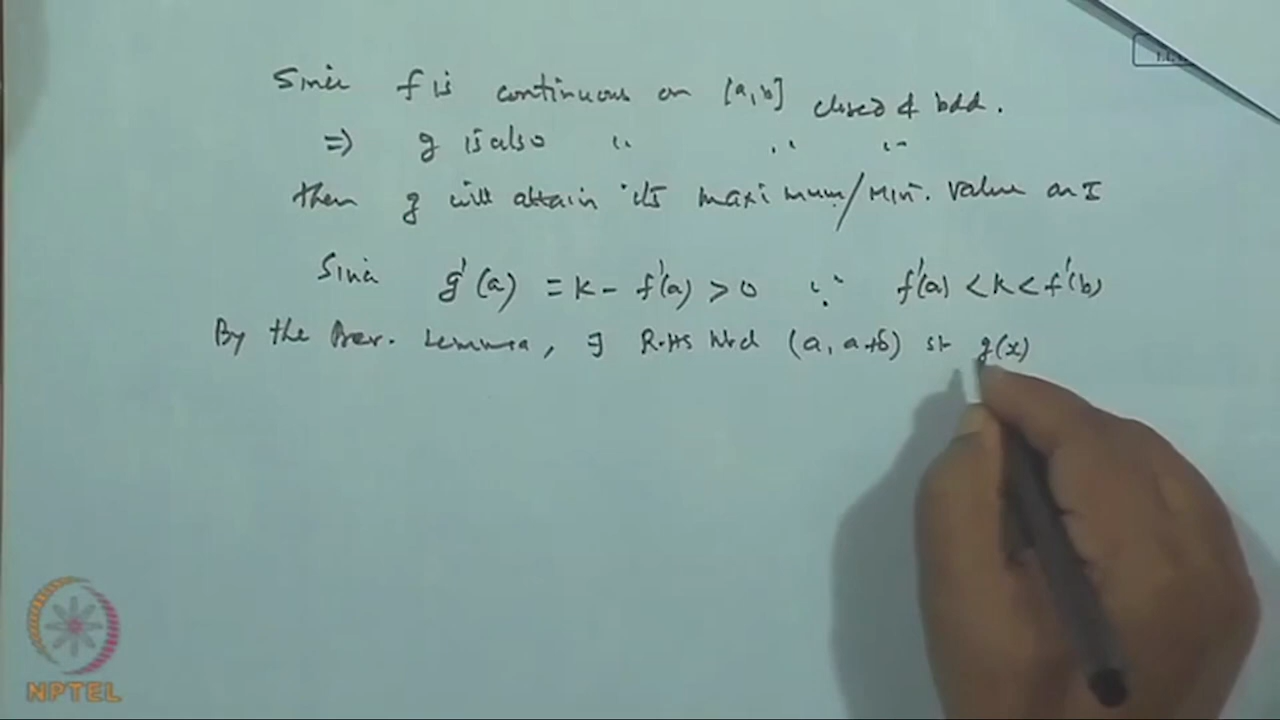 Since f is continuous on [a,b] closed & bdd.
⇒ g is also " " "
then g will attain its maximum/Min. value on I
Since g'(a) = k - f'(a) > 0 ∵ f'(a) < k < f'(b)
By the Prev. Lemma, ∃ R.HS Nbd (a, a+δ) st g(x)
NPTEL